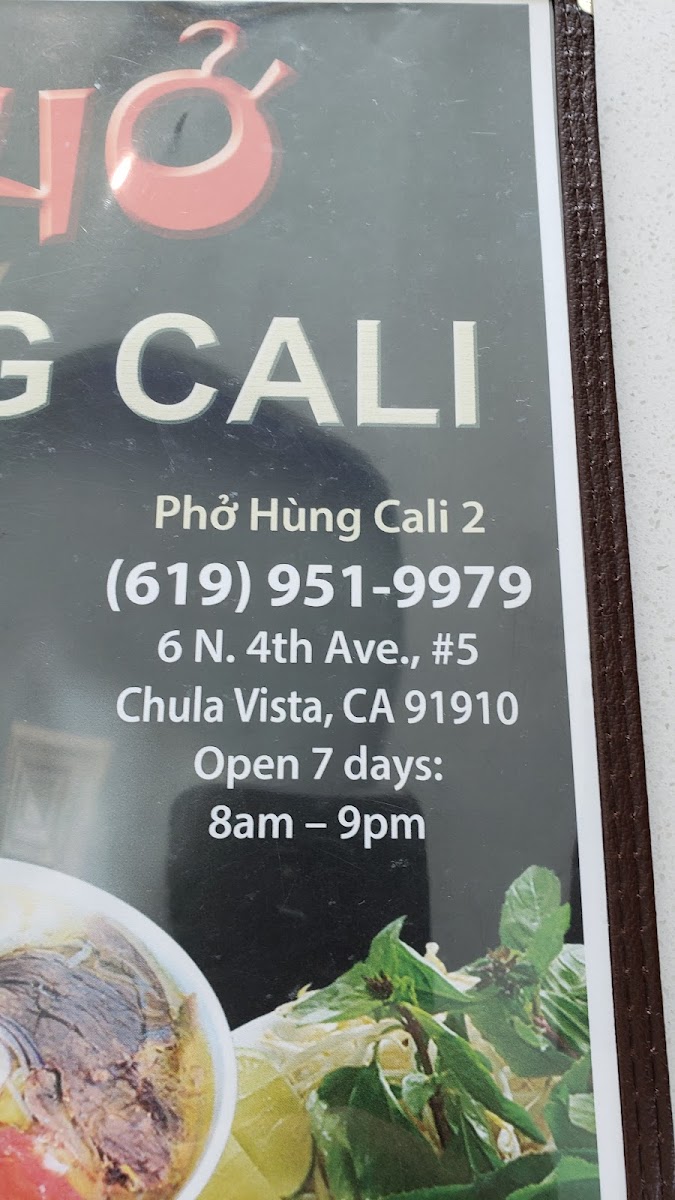 HỞ
G CALI
Phở Hùng Cali 2
(619) 951-9979
6 N. 4th Ave., #5
Chula Vista, CA 91910
Open 7 days:
8am – 9pm